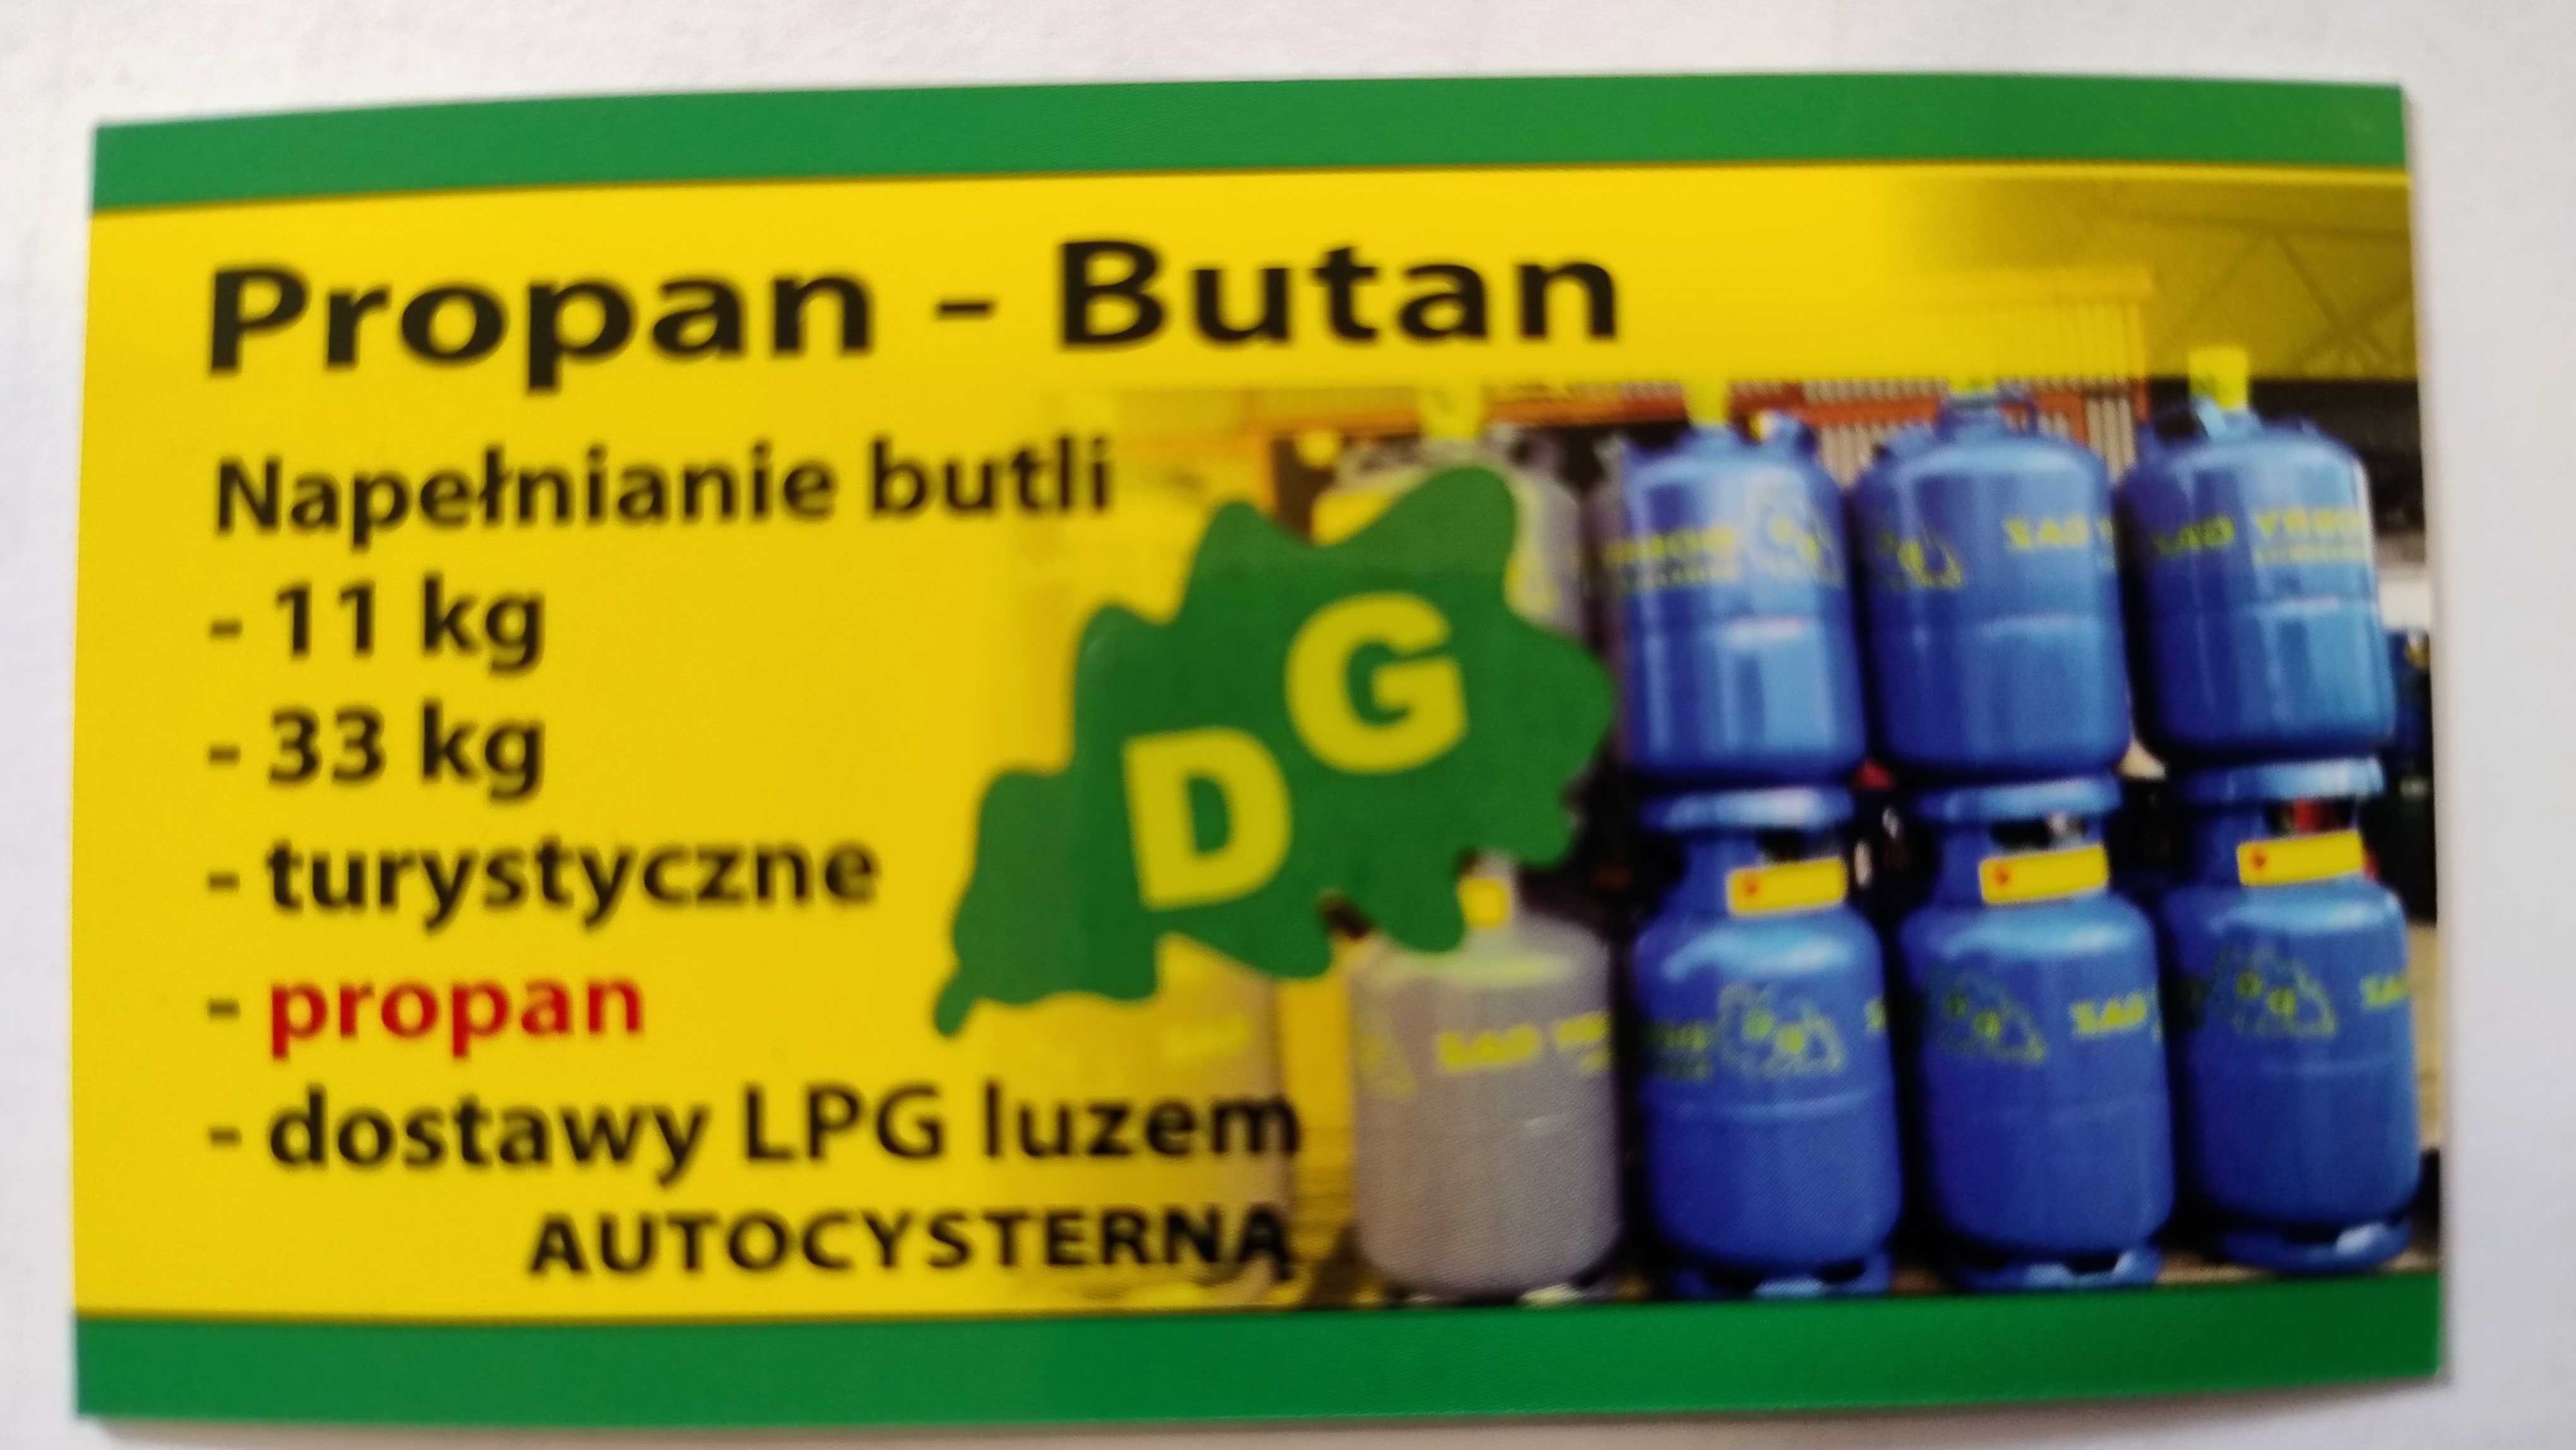 Propan - Butan
Napełnianie butli
- 11 kg
- 33 kg
- turystyczne
- propan
- dostawy LPG luzem
AUTOCYSTERNĄ
DG